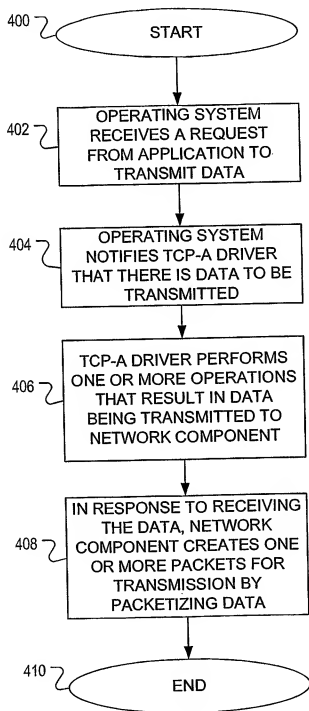 400
START
402
OPERATING SYSTEM
RECEIVES A REQUEST
FROM APPLICATION TO
TRANSMIT DATA
404
OPERATING SYSTEM
NOTIFIES TCP-A DRIVER
THAT THERE IS DATA TO BE
TRANSMITTED
406
TCP-A DRIVER PERFORMS
ONE OR MORE OPERATIONS
THAT RESULT IN DATA
BEING TRANSMITTED TO
NETWORK COMPONENT
408
IN RESPONSE TO RECEIVING
THE DATA, NETWORK
COMPONENT CREATES ONE
OR MORE PACKETS FOR
TRANSMISSION BY
PACKETIZING DATA
410
END